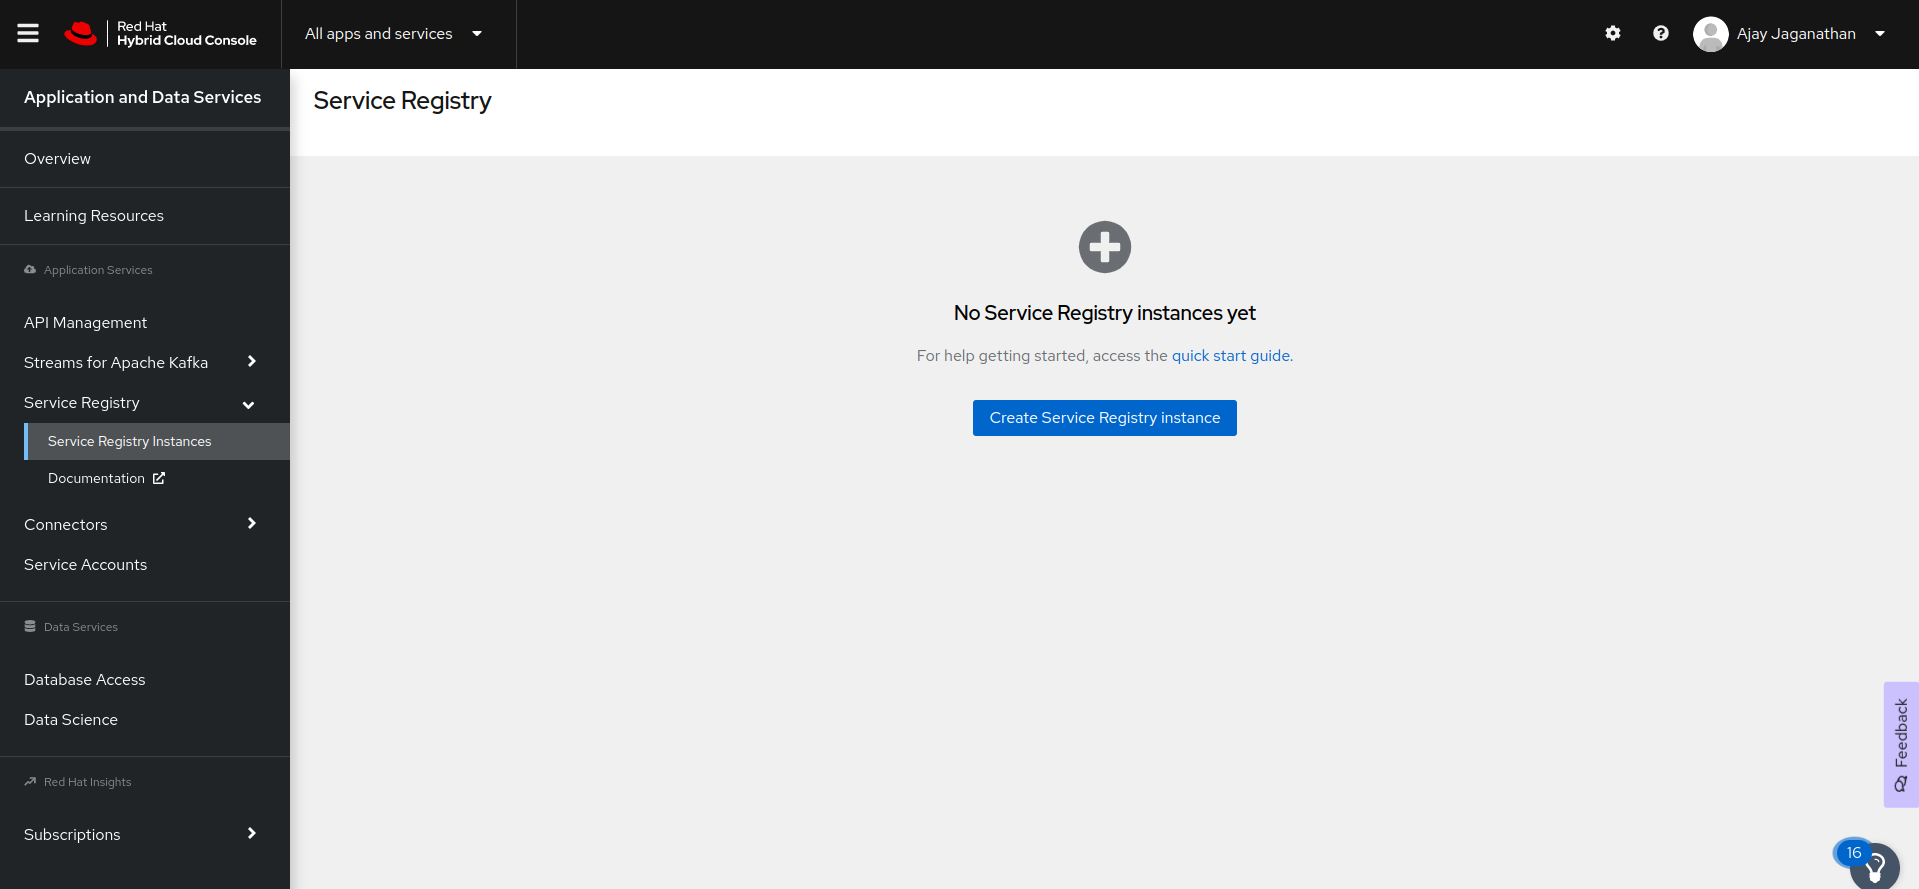 Red Hat
Hybrid Cloud Console
All apps and services
Ajay Jaganathan
Application and Data Services
Overview
Learning Resources
Application Services
API Management
Streams for Apache Kafka
Service Registry
Service Registry Instances
Documentation
Connectors
Service Accounts
Data Services
Database Access
Data Science
Red Hat Insights
Subscriptions
Service Registry
No Service Registry instances yet
For help getting started, access the quick start guide.
Create Service Registry instance
Feedback
16